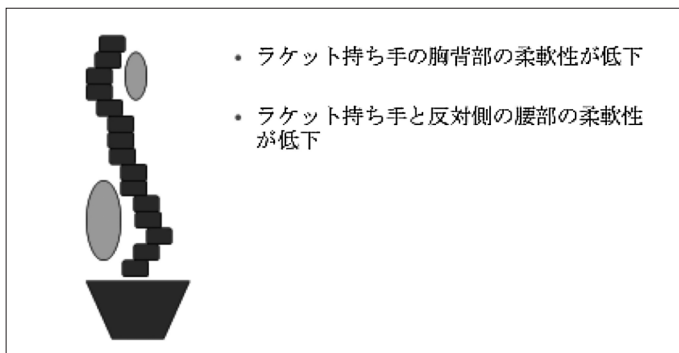 • ラケット持ち手の胸背部の柔軟性が低下
• ラケット持ち手と反対側の腰部の柔軟性
が低下